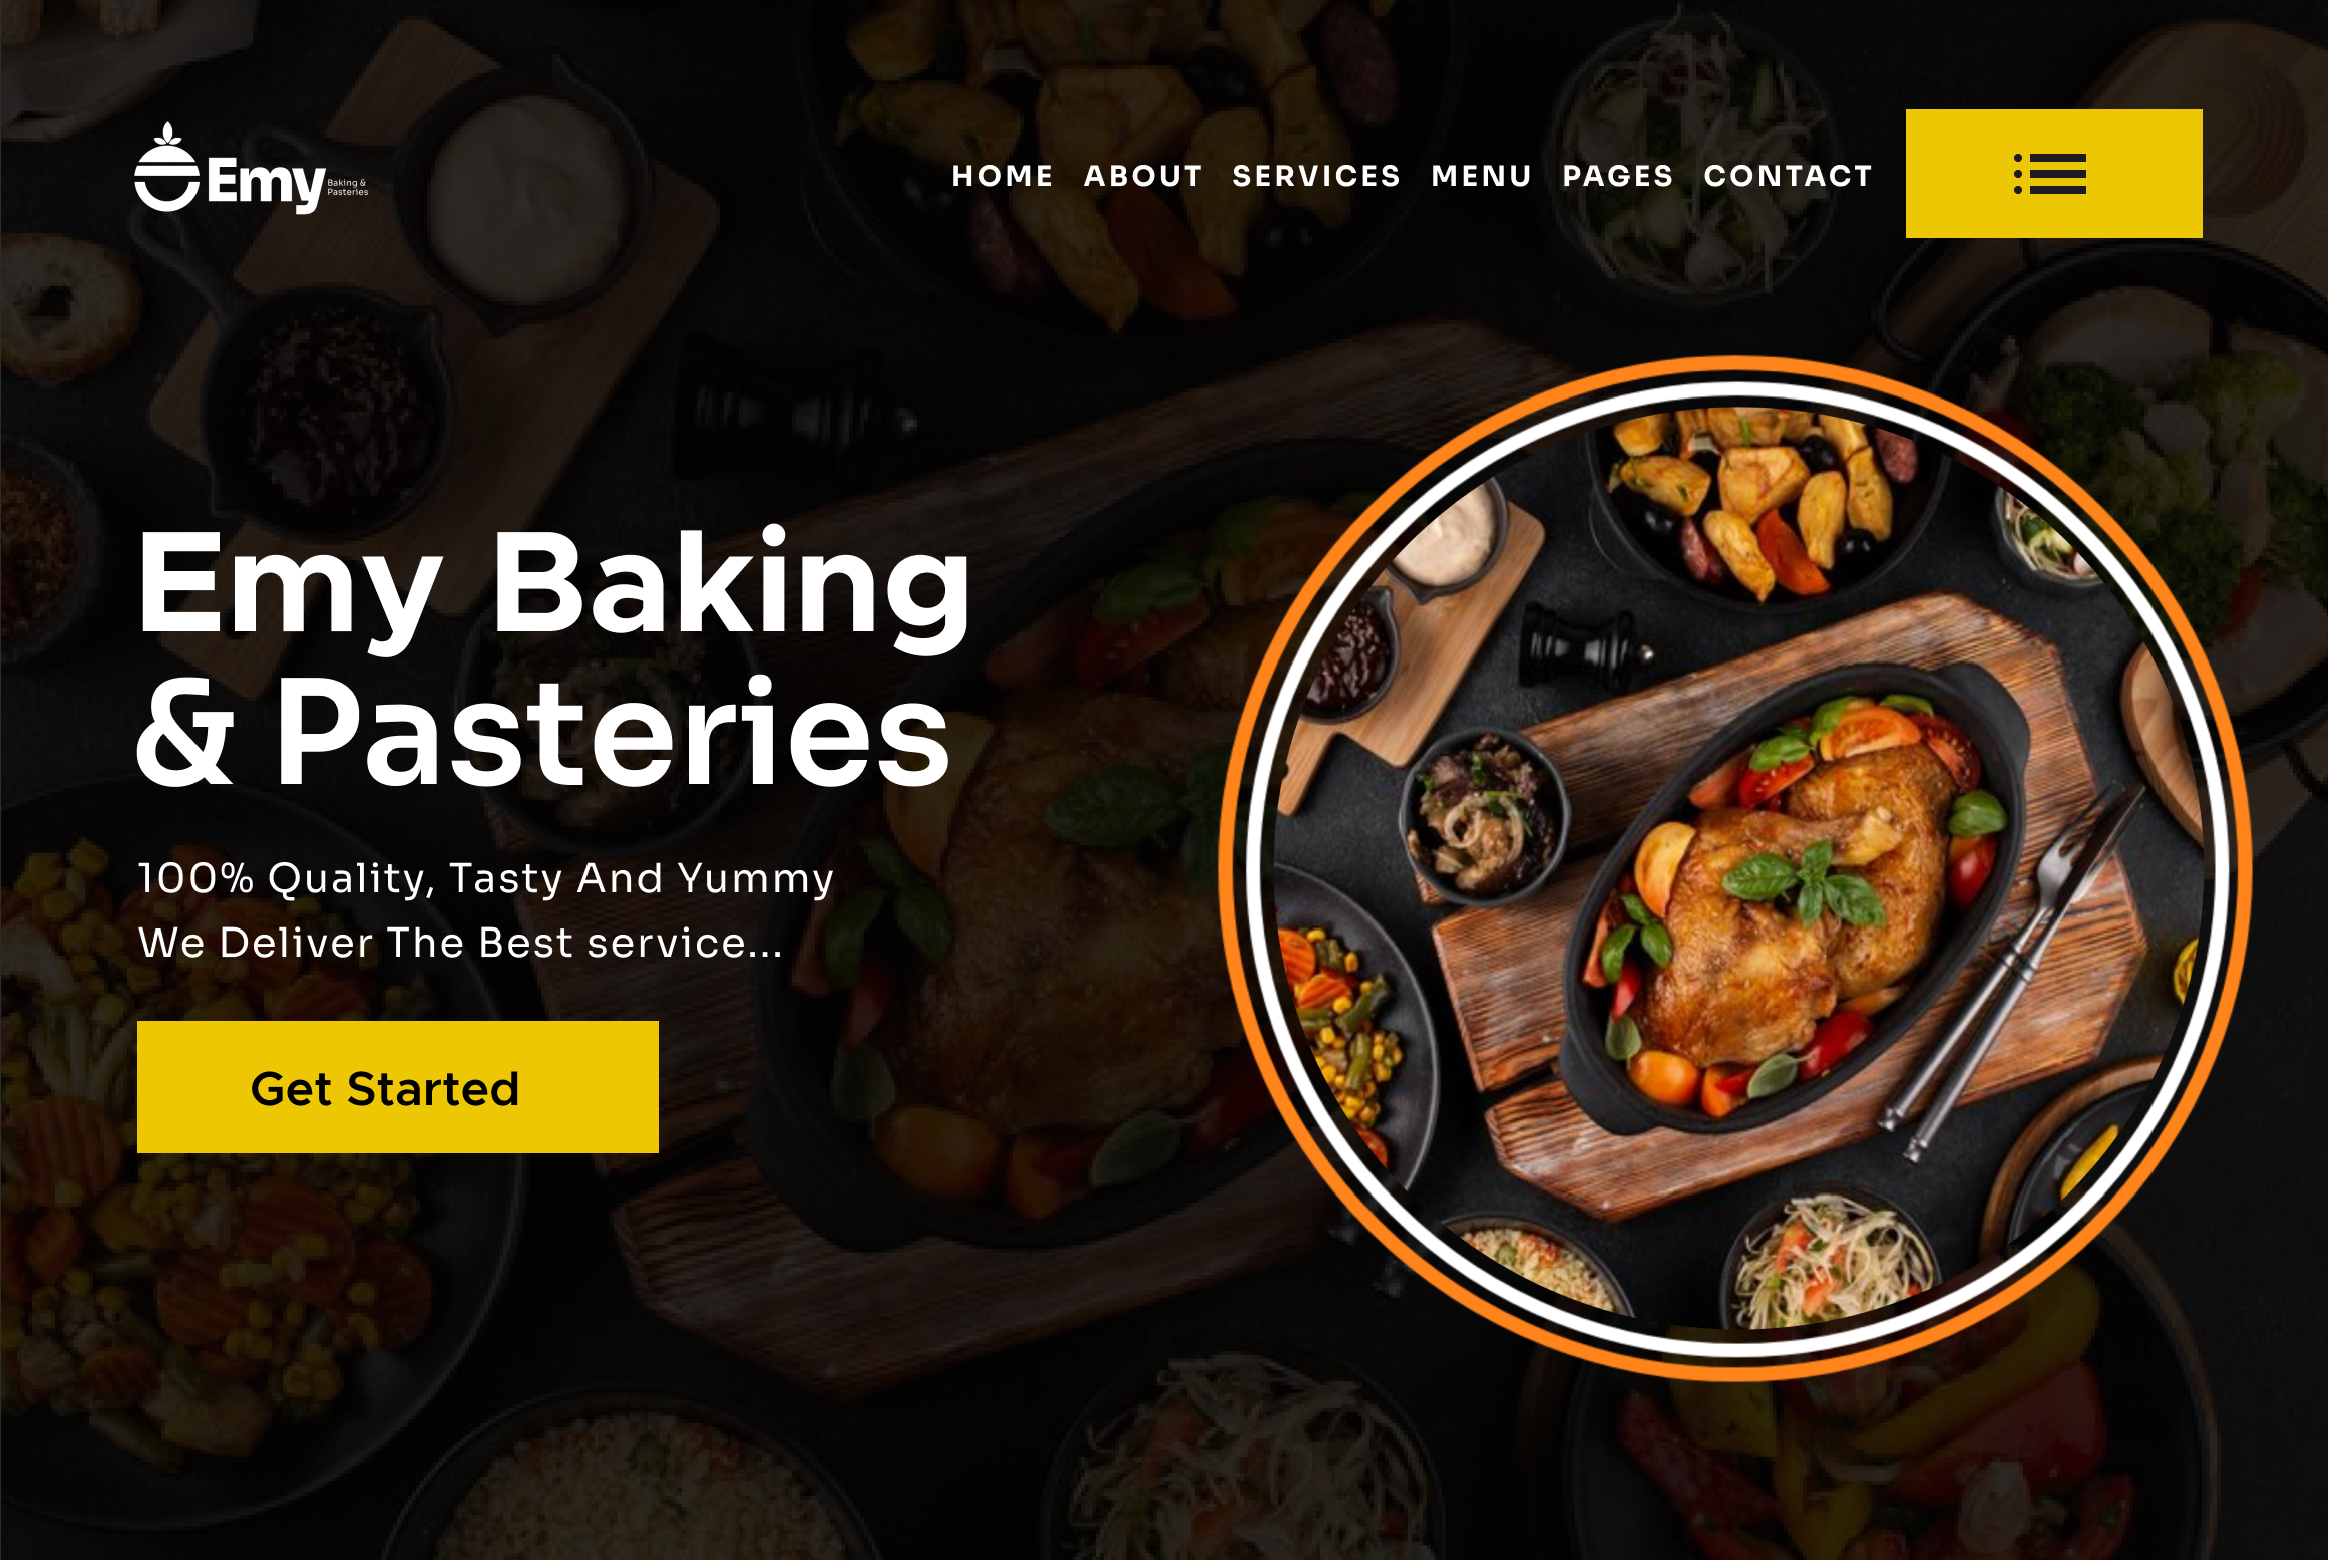 Emy Baking &
Pasteries
HOME ABOUT SERVICES MENU PAGES CONTACT
Emy Baking
& Pasteries
100% Quality, Tasty And Yummy
We Deliver The Best service...
Get Started